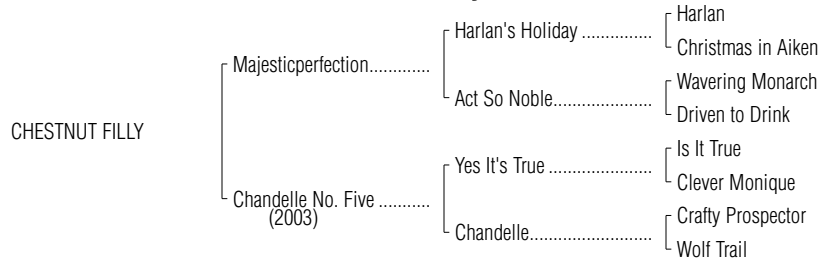 Harlan
Harlan's Holiday ...............
Christmas in Aiken
Majesticperfection.............
Wavering Monarch
Act So Noble.....................
Driven to Drink
CHESTNUT FILLY
Is It True
Yes It's True ......................
Clever Monique
Chandelle No. Five ...........
(2003)
Crafty Prospector
Chandelle..........................
Wolf Trail